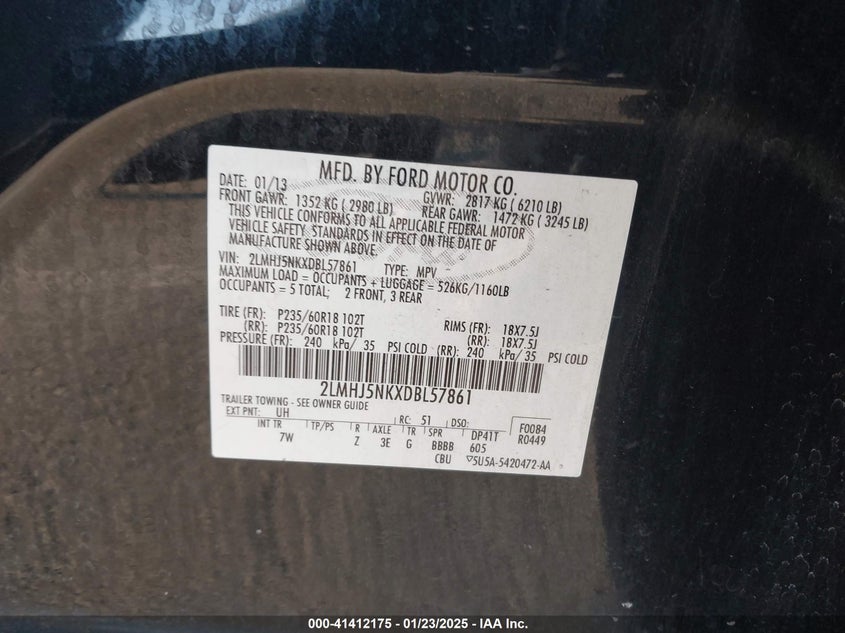 MFD. BY FORD MOTOR CO.
DATE: 01/13 GVWR: 2817 KG ( 6210 LB)
FRONT GAWR: 1352 KG ( 2980 LB) REAR GAWR: 1472 KG ( 3245 LB)
THIS VEHICLE CONFORMS TO ALL APPLICABLE FEDERAL MOTOR
VEHICLE SAFETY STANDARDS IN EFFECT ON THE DATE OF
MANUFACTURE SHOWN ABOVE.
VIN: 2LMHJ5NKXDBL57861 TYPE: MPV
MAXIMUM LOAD = OCCUPANTS + LUGGAGE = 526KG/1160LB
OCCUPANTS = 5 TOTAL; 2 FRONT, 3 REAR
TIRE (FR): P235/60R18 102T RIMS (FR): 18X7.5J
(RR): P235/60R18 102T (RR): 18X7.5J
PRESSURE (FR): 240 kPa/ 35 PSI COLD (RR): 240 kPa/ 35 PSI COLD
2LMHJ5NKXDBL57861
TRAILER TOWING - SEE OWNER GUIDE
EXT PNT: UH RC: 51 DSO: F0084
INT TR TP/PS R AXLE TR SPR DP41T R0449
7W Z 3E G BBBB 605
CBU 5U5A-5420472-AA
000-41412175 — 01/23/2025 — IAA Inc.